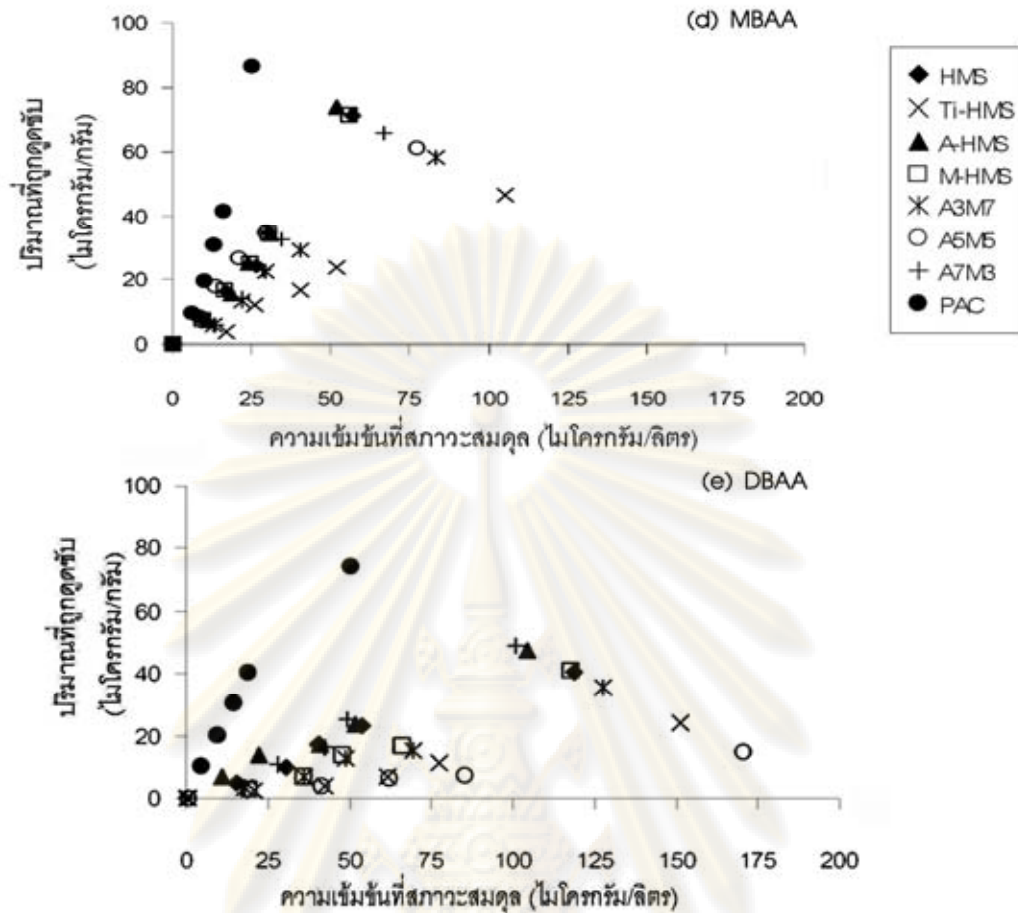 (d) MBAA
100
80
60
40
20
0
0 25 50 75 100 125 150 175 200
ปริมาณที่ถูกดูดซับ
(ไมโครกรัม/กรัม)
ความเข้มข้นที่สภาวะสมดุล (ไมโครกรัม/ลิตร)
HMS
Ti-HMS
A-HMS
M-HMS
A3M7
A5M5
A7M3
PAC
(e) DBAA
100
80
60
40
20
0
0 25 50 75 100 125 150 175 200
ปริมาณที่ถูกดูดซับ
(ไมโครกรัม/กรัม)
ความเข้มข้นที่สภาวะสมดุล (ไมโครกรัม/ลิตร)